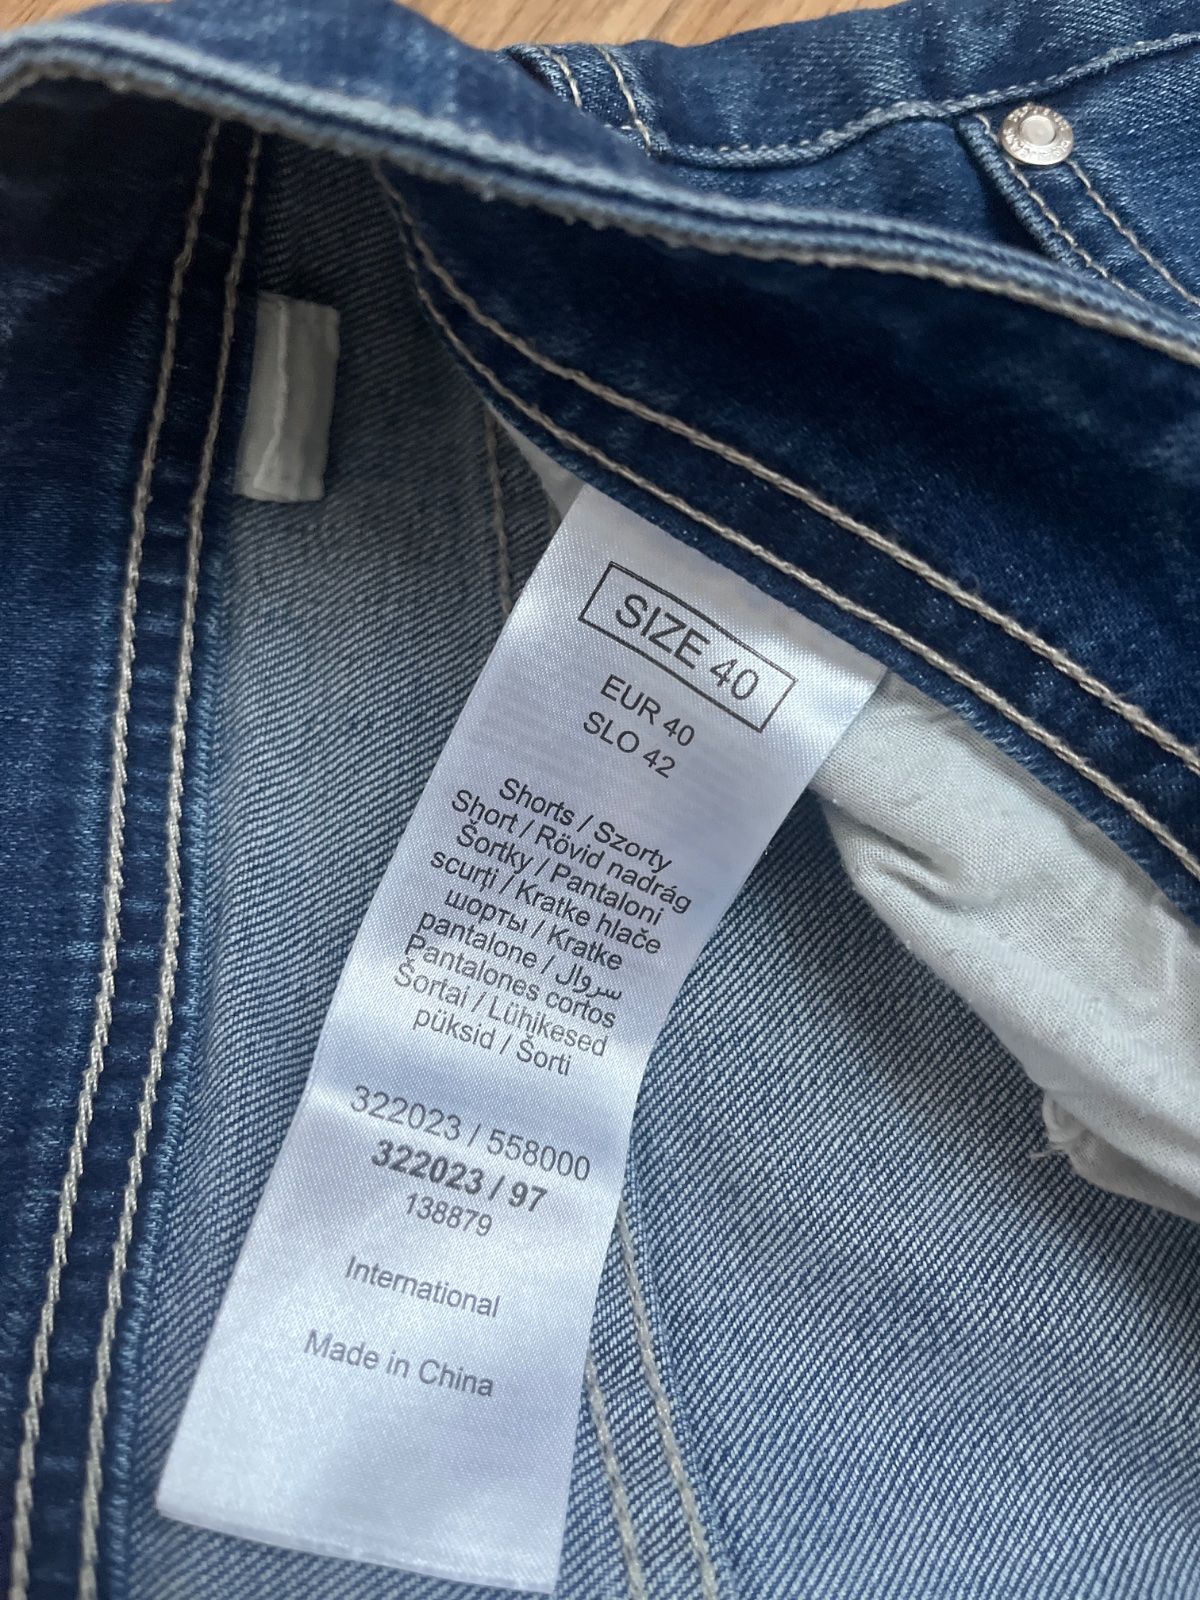 SIZE 40
EUR 40
SLO 42
Shorts / Szorty
Short / Rövid nadrág
Šortky / Pantaloni
scurți / Kratke hlače
шорты / Kratke
pantalone / سروال
Pantalones cortos
Šortai / Lühikesed
püksid / Šorti
322023 / 558000
322023 / 97
138879
International
Made in China